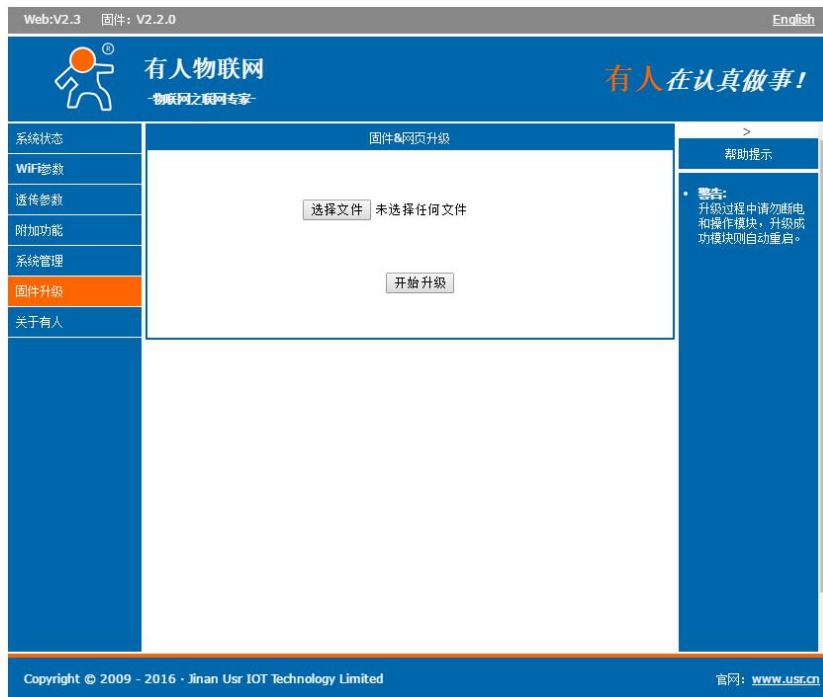 Web:V2.3 固件: V2.2.0 English
®
有人物联网
-物联网之联网专家-
有人在认真做事!
系统状态
WiFi参数
透传参数
附加功能
系统管理
固件升级
关于有人
固件&网页升级
选择文件 未选择任何文件
开始升级
>
帮助提示
• 警告:
升级过程中请勿断电
和操作模块，升级成
功模块则自动重启。
Copyright © 2009 - 2016 · Jinan Usr IOT Technology Limited 官网: www.usr.cn